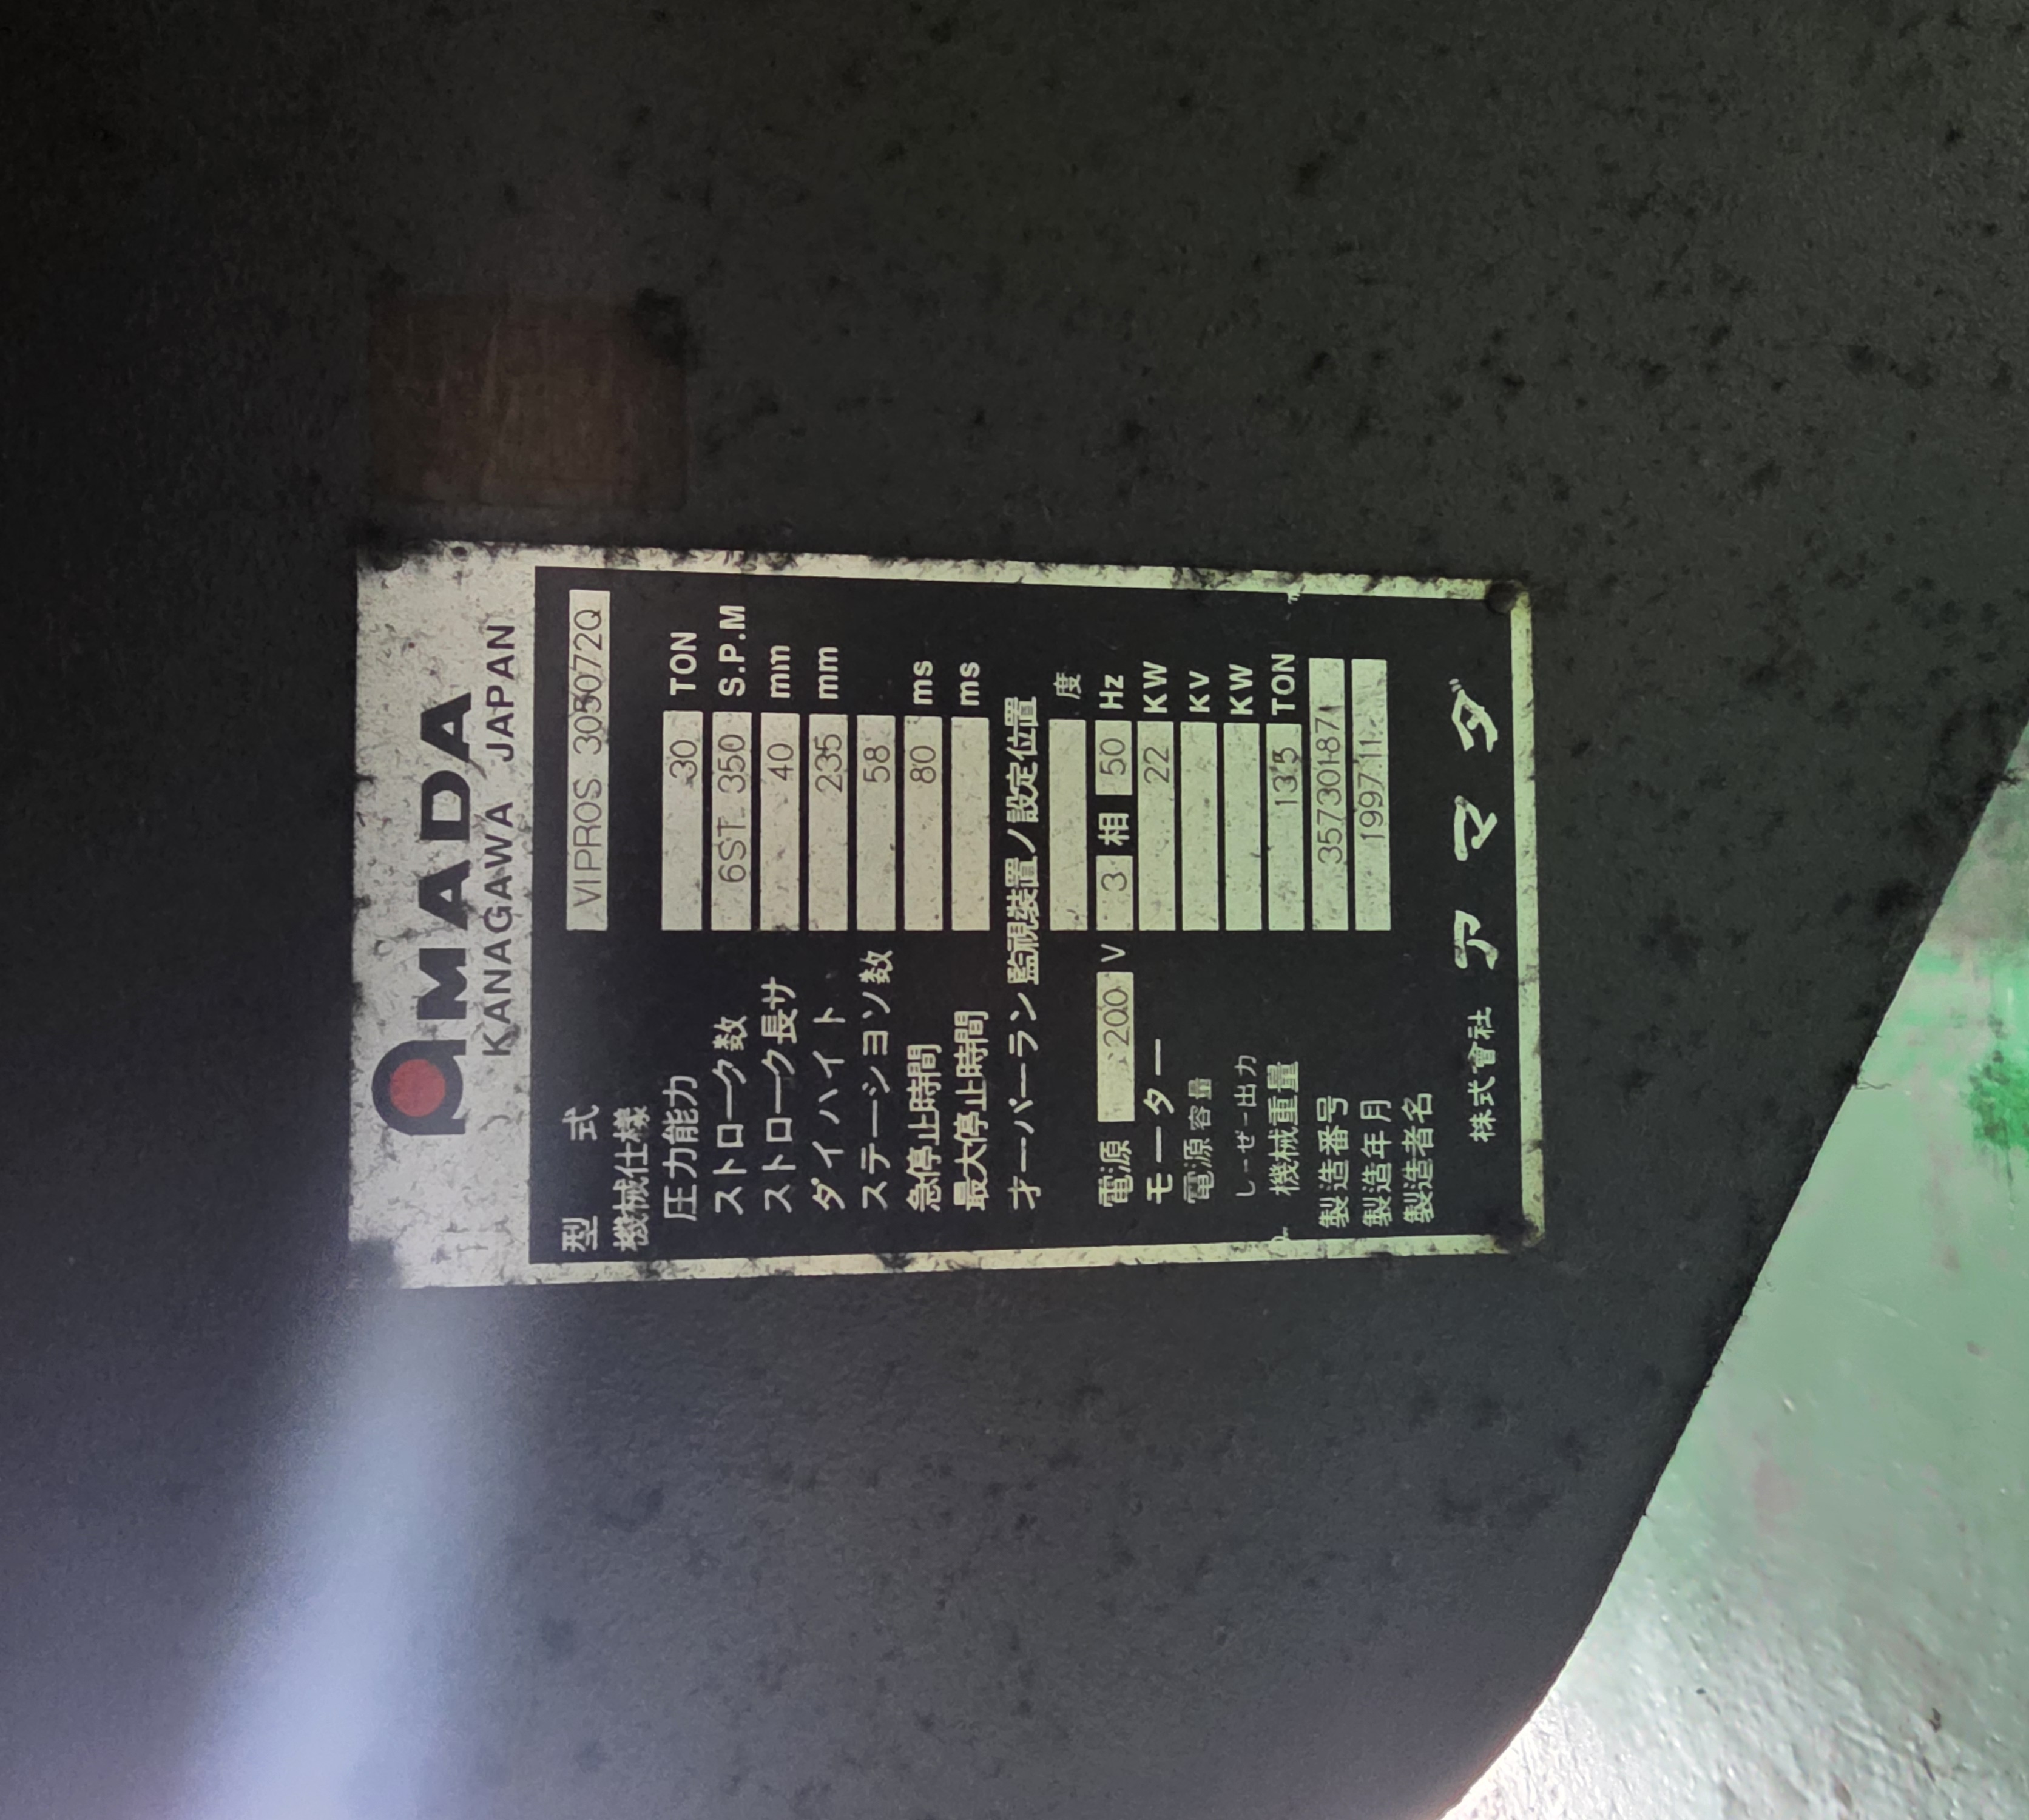 AMADA
KANAGAWA JAPAN
型 式 VIPROS 305072Q
機械仕様
圧力能力 30 TON
ストローク数 6ST 350 S.P.M
ストローク長サ 40 mm
ダイハイト 235 mm
ステーション数 58
急停止時間 80 ms
最大停止時間 ms
オーバーラン監視装置ノ設定位置
度
電源 200 V 3 相 50 Hz
モーター 22 KW
電源容量 KV
レーザー出力 KW
機械重量 TON
製造番号
製造年月 1997 11
製造者名
株式會社 アマダ